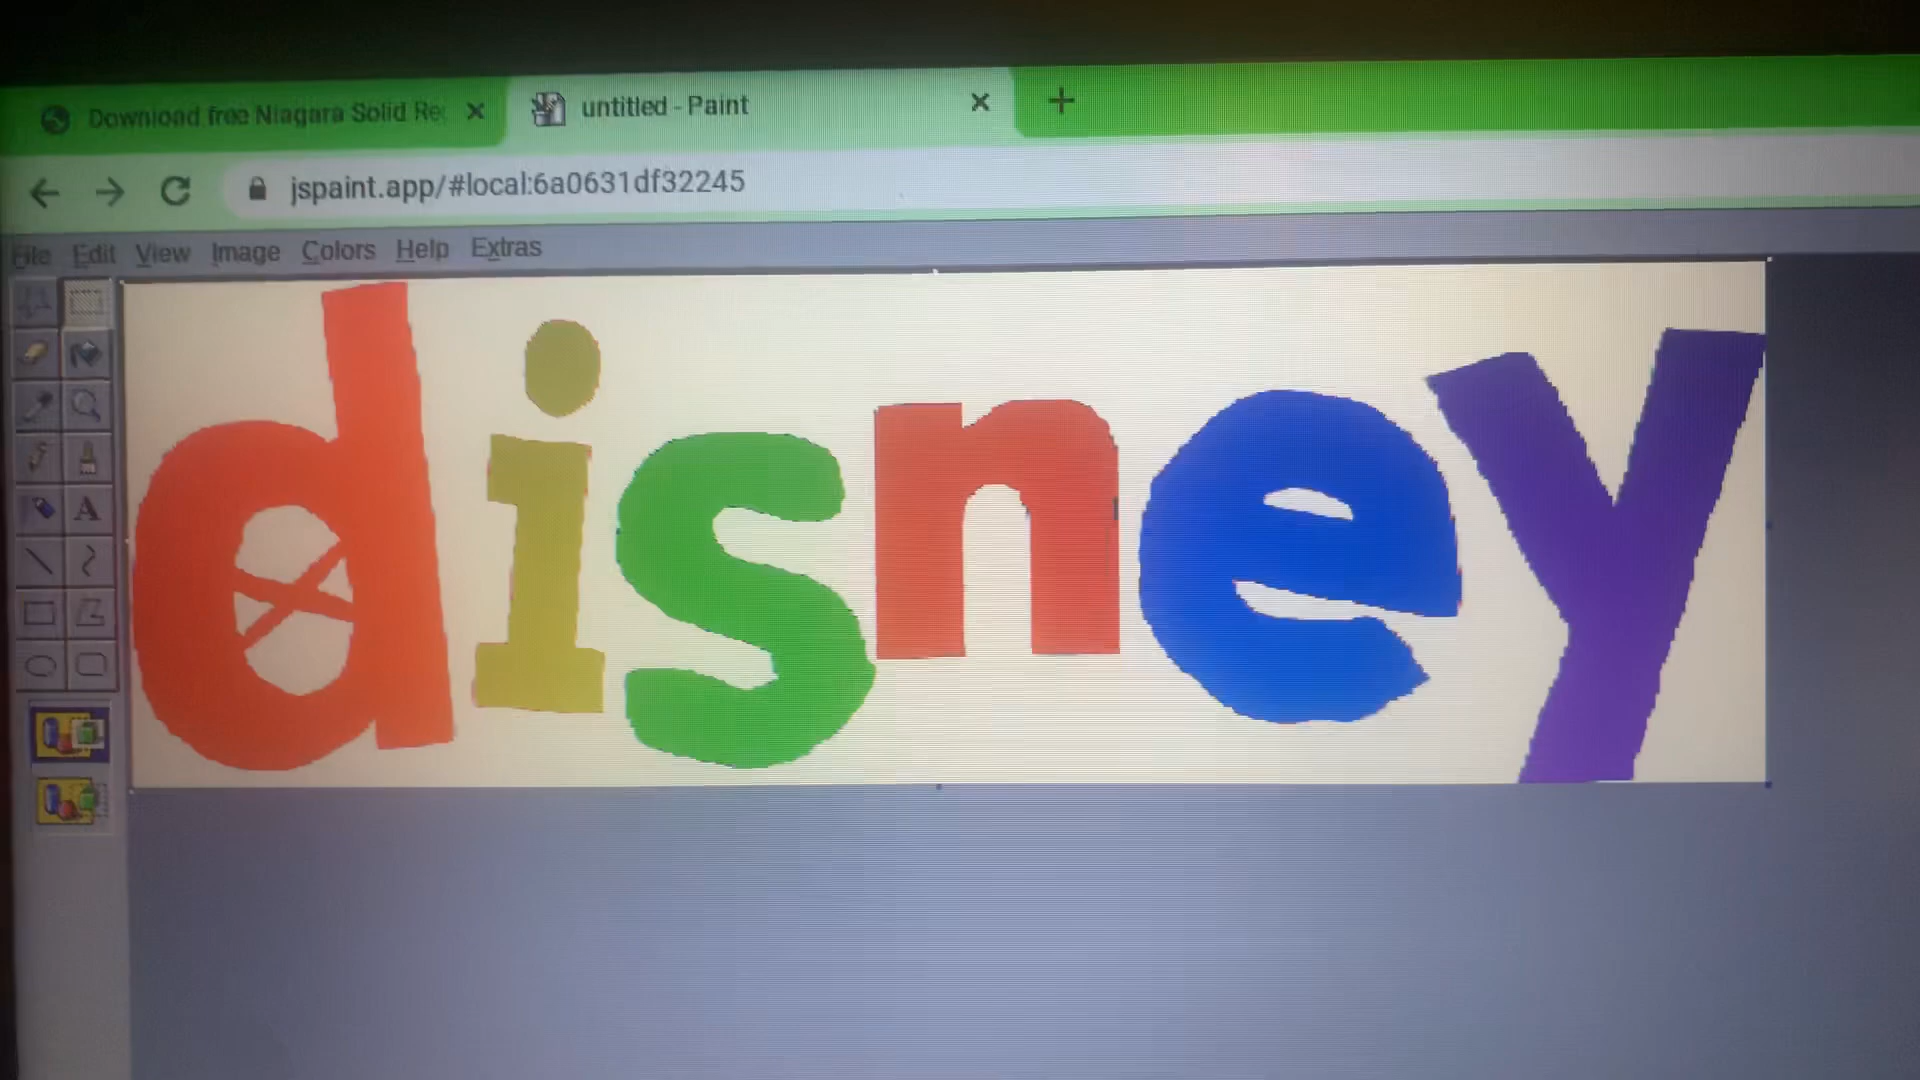 Download free Niagara Solid Re
untitled - Paint
jspaint.app/#local:6a0631df32245
File Edit View Image Colors Help Extras
A
disney